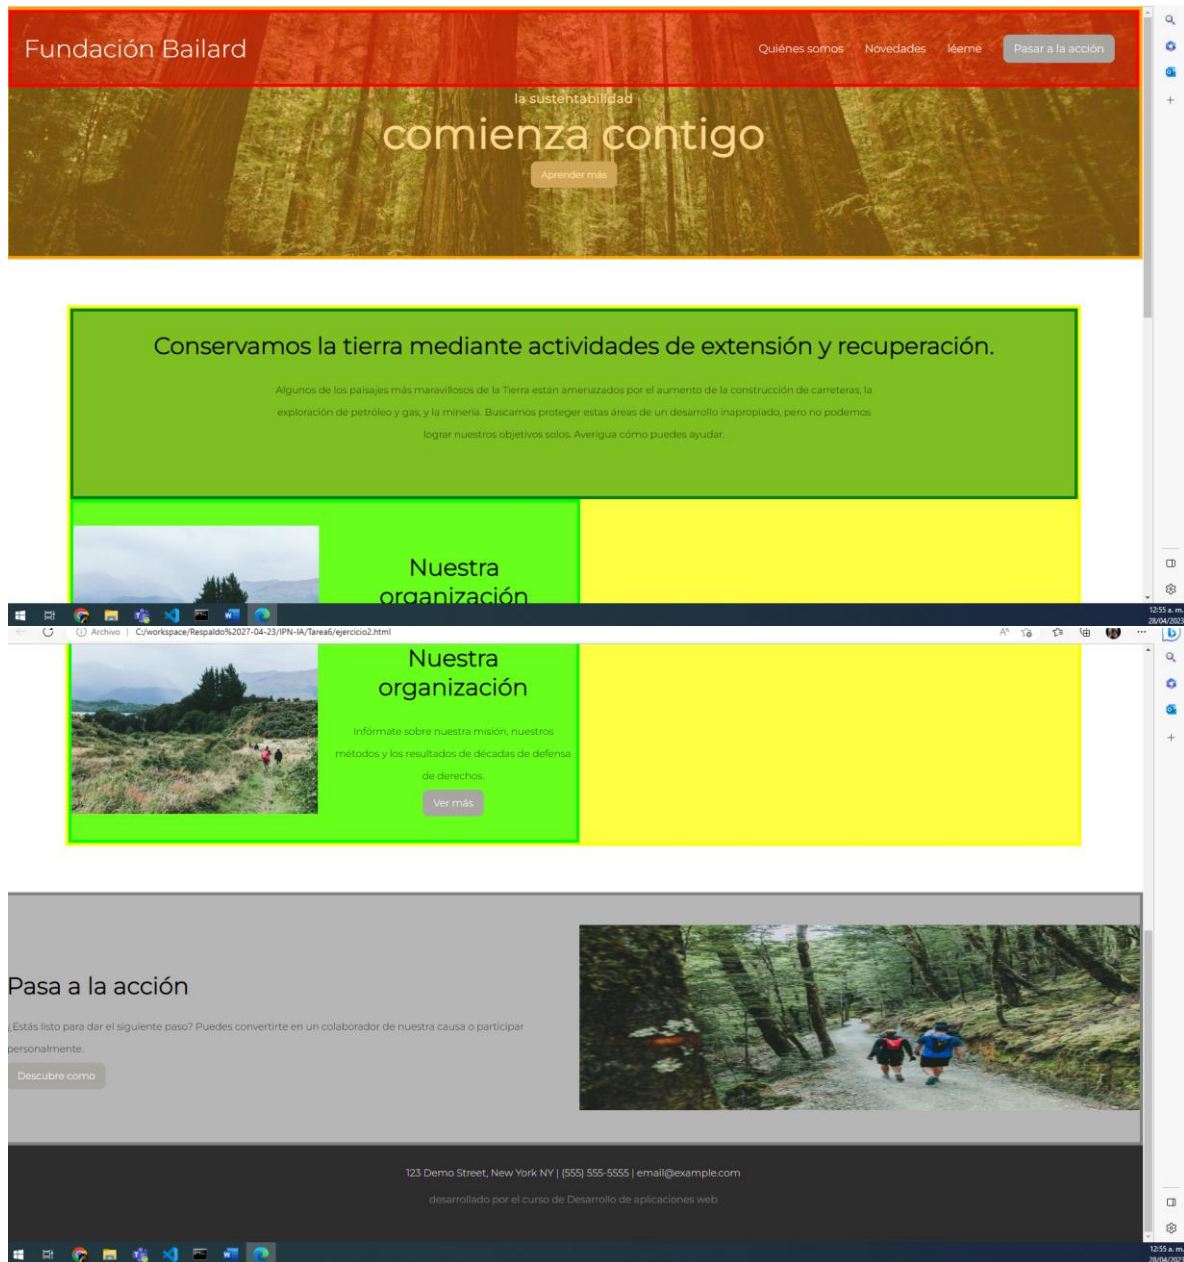 Fundación Bailard
Quiénes somos Novedades léeme Pasar a la acción
la sustentabilidad
comienza contigo
Aprender más
Conservamos la tierra mediante actividades de extensión y recuperación.
Algunos de los paisajes más maravillosos de la Tierra están amenazados por el aumento de la construcción de carreteras, la
exploración de petróleo y gas, y la minería. Buscamos proteger estas áreas de un desarrollo inapropiado, pero no podemos
lograr nuestros objetivos solos. Averigua cómo puedes ayudar.
Nuestra
organización
12:55 a. m.
28/04/2023
Archivo | C:/workspace/Respaldo%2027-04-23/IPN-IA/Tarea6/ejercicio2.html
Nuestra
organización
Infórmate sobre nuestra misión, nuestros
métodos y los resultados de décadas de defensa
de derechos.
Ver más
Pasa a la acción
¿Estás listo para dar el siguiente paso? Puedes convertirte en un colaborador de nuestra causa o participar
personalmente.
Descubre como
123 Demo Street, New York NY | (555) 555-5555 | email@example.com
desarrollado por el curso de Desarrollo de aplicaciones web
12:55 a. m.
28/04/2023